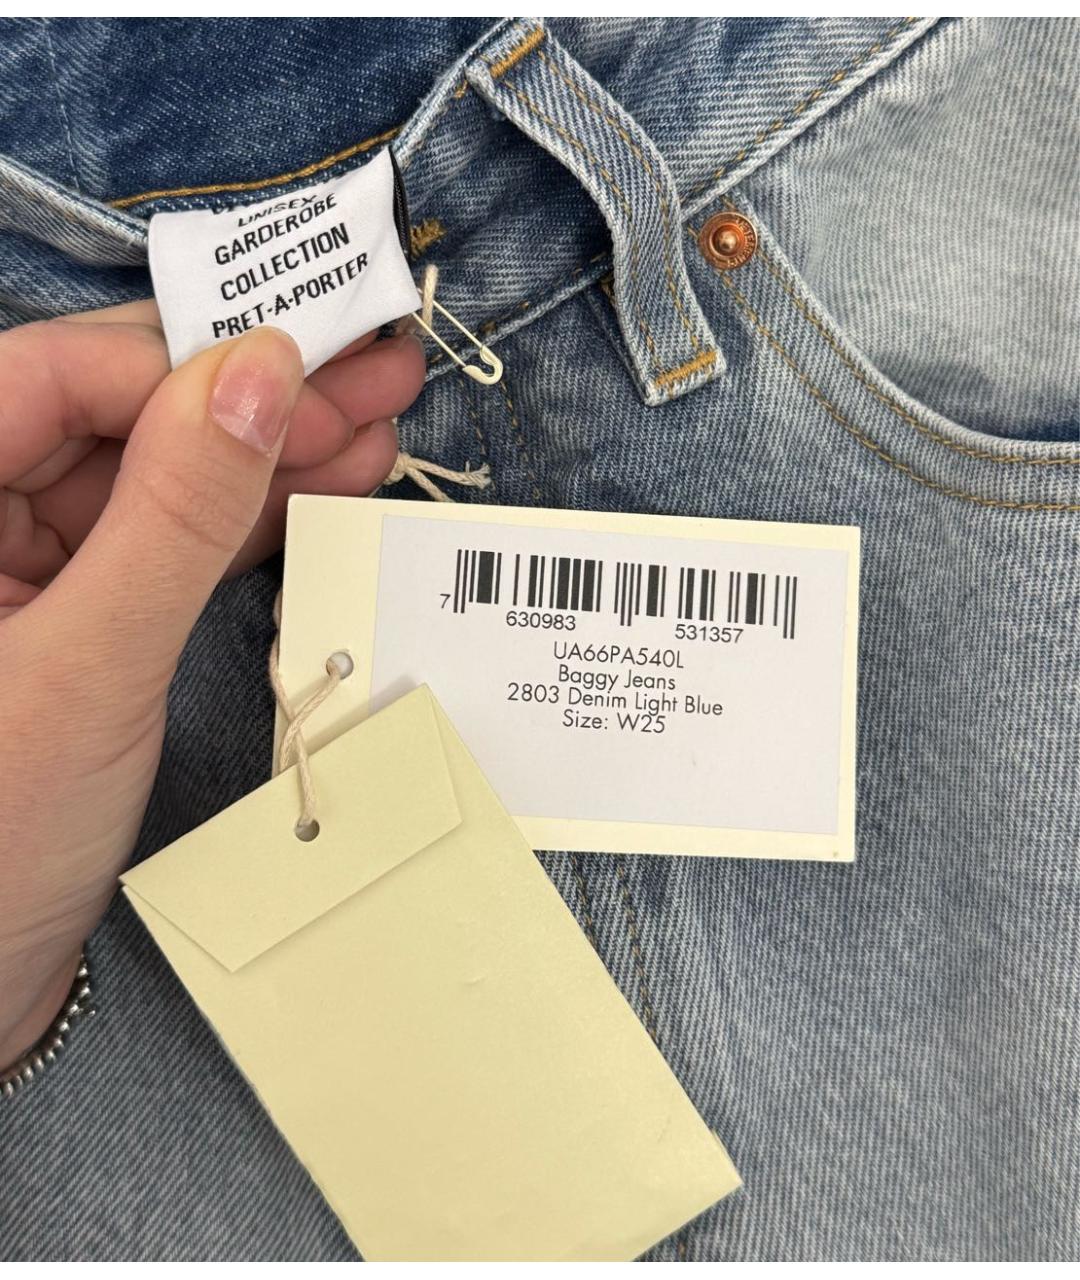 UNISEX
GARDEROBE
COLLECTION
PRET-A-PORTER
7 630983 531357
UA66PA540L
Baggy Jeans
2803 Denim Light Blue
Size: W25